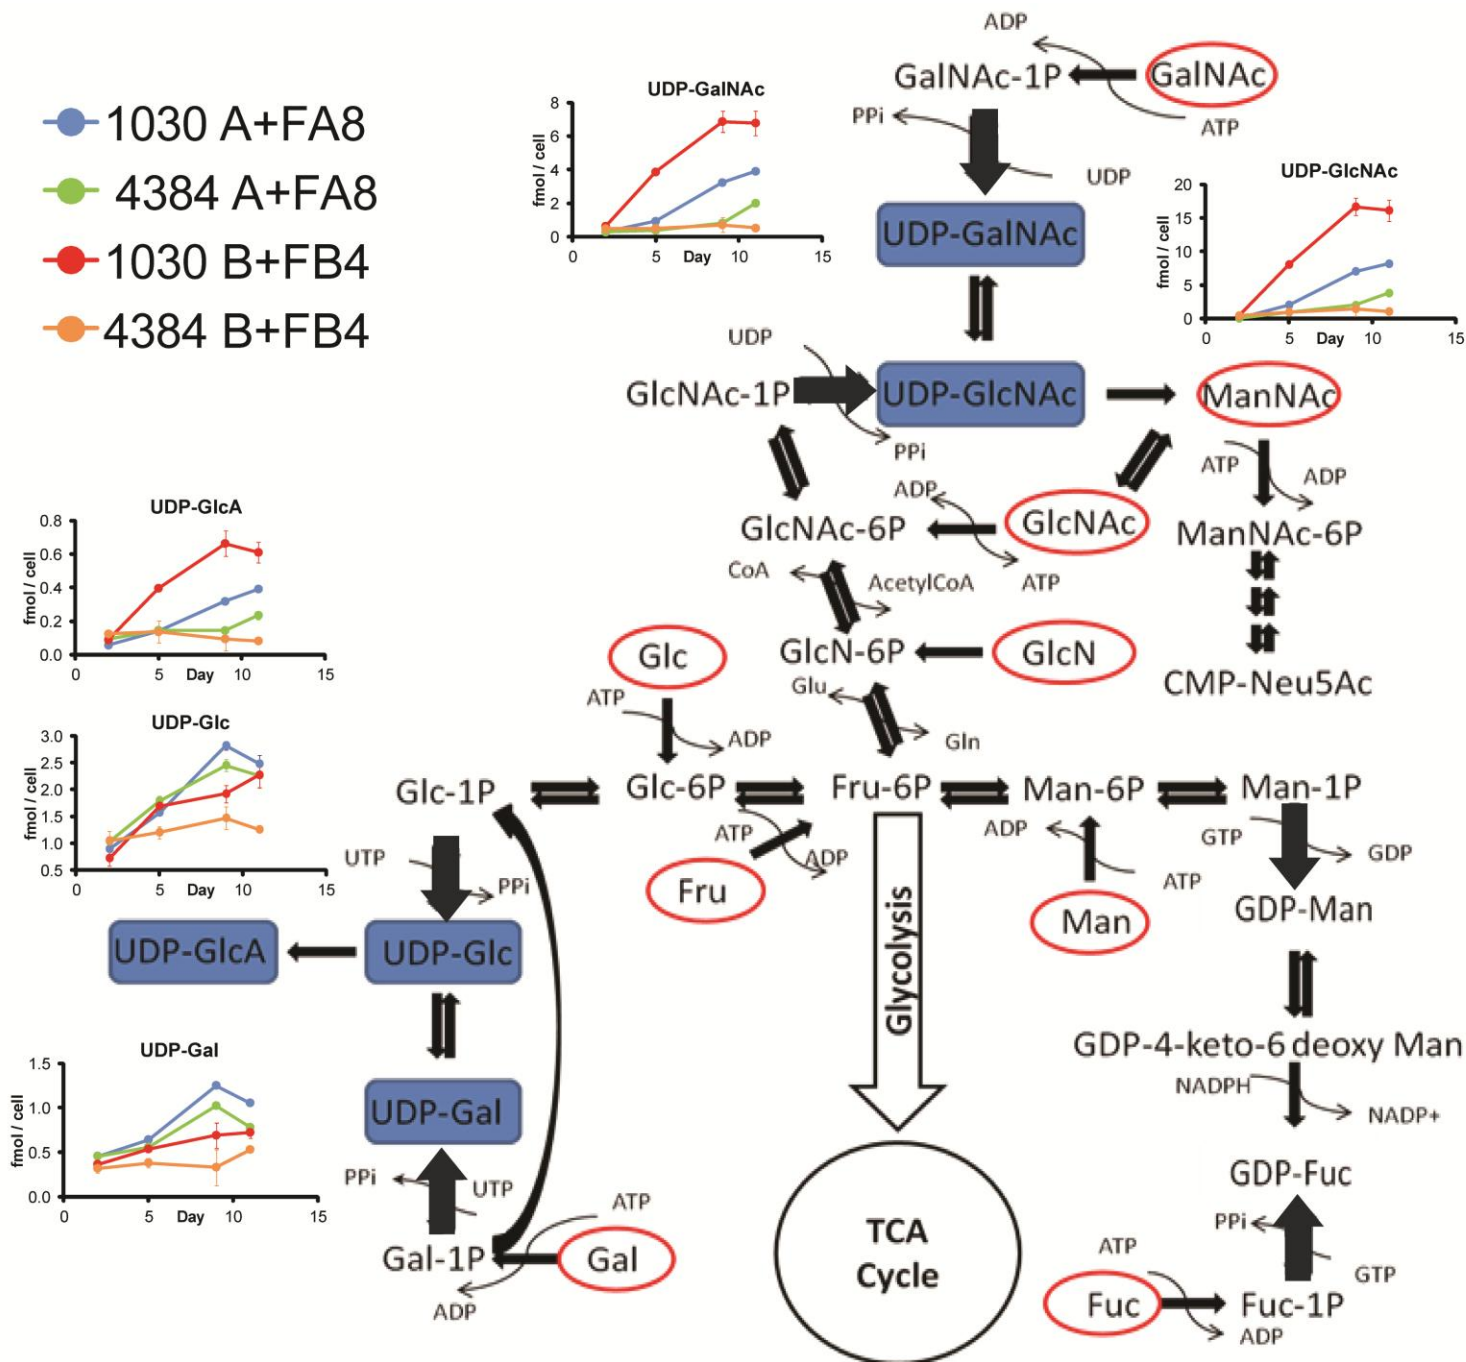 1030 A+FA8
4384 A+FA8
1030 B+FB4
4384 B+FB4
UDP-GalNAc
fmol / cell
8
6
4
2
0
0 5 Day 10 15
ADP
GalNAc-1P
GalNAc
PPi
ATP
UDP
UDP-GalNAc
UDP-GlcNAc
fmol / cell
20
15
10
5
0
0 5 Day 10 15
UDP
GlcNAc-1P
UDP-GlcNAc
ManNAc
PPi
ATP
ADP
ADP
GlcNAc-6P
GlcNAc
ManNAc-6P
CoA
AcetylCoA
ATP
GlcN-6P
GlcN
CMP-Neu5Ac
Glu
Gln
Glc
ATP
ADP
UDP-GlcA
fmol / cell
0.8
0.6
0.4
0.2
0.0
0 5 Day 10 15
UDP-Glc
fmol / cell
3.0
2.5
2.0
1.5
1.0
0.5
0 5 Day 10 15
Glc-1P
Glc-6P
Fru-6P
Man-6P
Man-1P
UTP
PPi
ATP
ADP
Fru
ADP
ATP
Man
GTP
GDP
GDP-Man
UDP-GlcA
UDP-Glc
Glycolysis
GDP-4-keto-6 deoxy Man
NADPH
NADP+
UDP-Gal
fmol / cell
1.5
1.0
0.5
0.0
0 5 Day 10 15
UDP-Gal
PPi
UTP
ATP
Gal-1P
Gal
ADP
TCA
Cycle
GDP-Fuc
PPi
ATP
GTP
Fuc
Fuc-1P
ADP